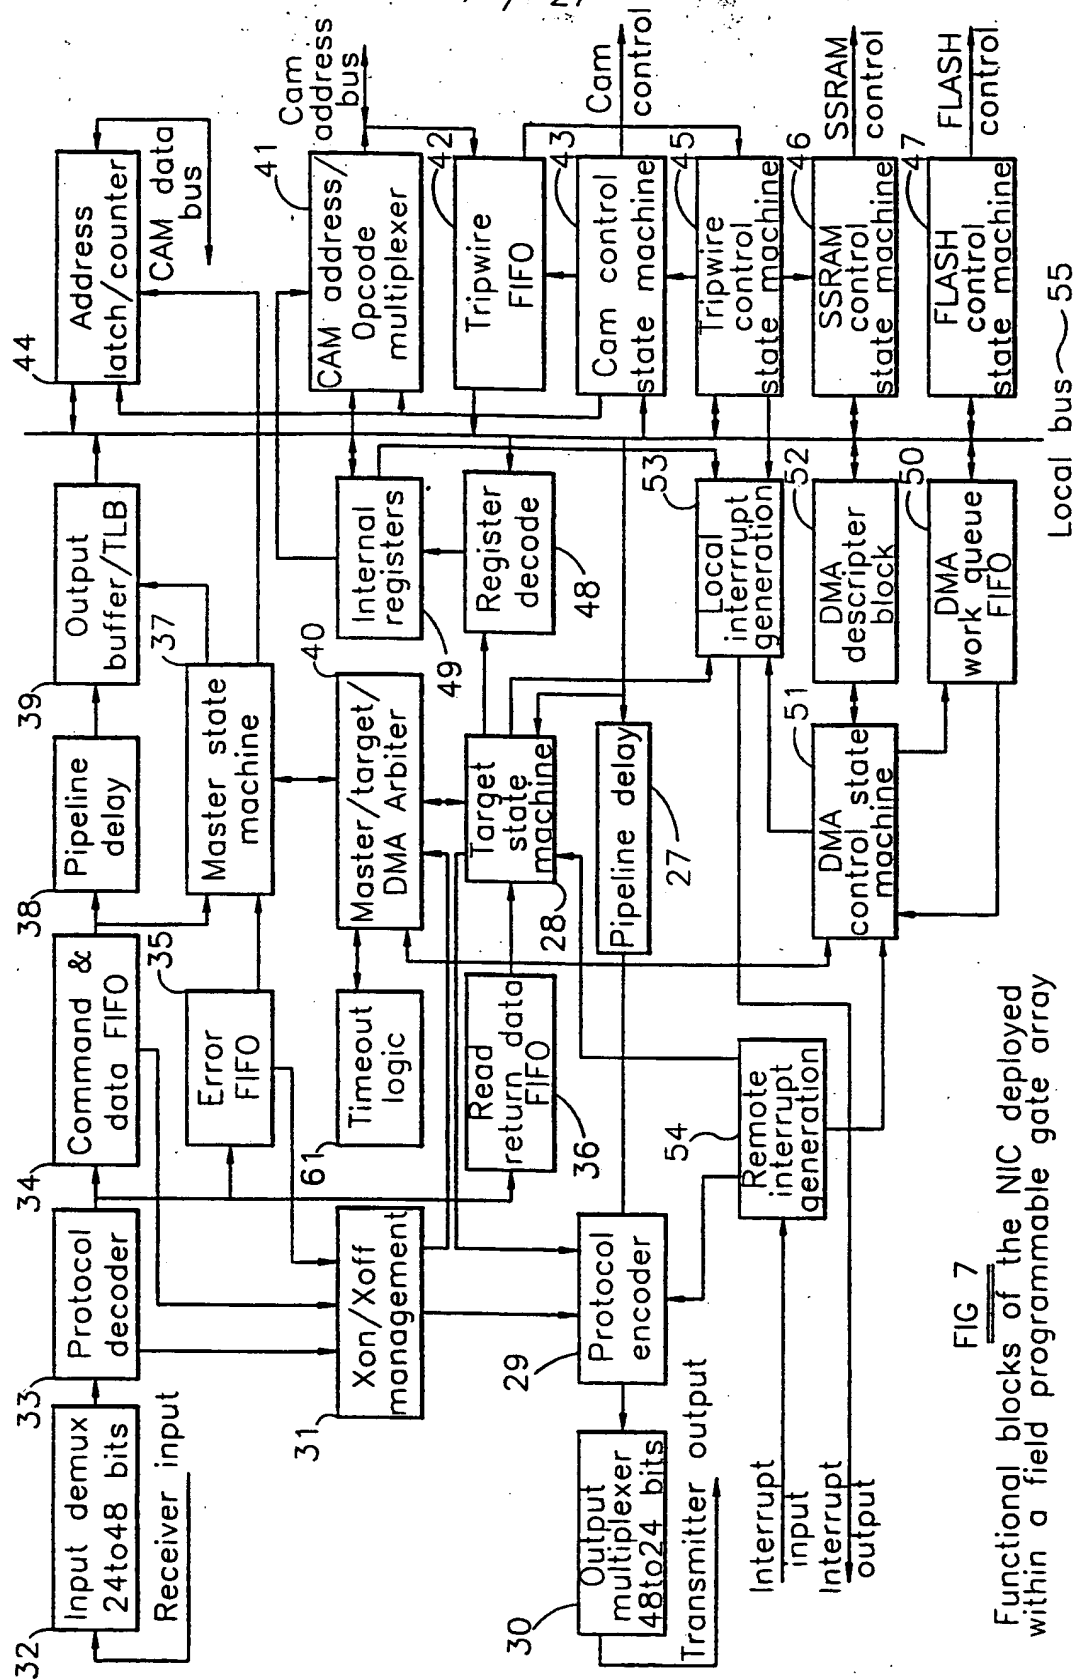 32
Input demux
24to48 bits
Receiver input
33
Protocol
decoder
34
Command &
data FIFO
38
Pipeline
delay
39
Output
buffer/TLB
44
Address
latch/counter
CAM data
bus
35
Error
FIFO
37
Master state
machine
41
CAM address/
Opcode
multiplexer
Cam
address
bus
31
Xon/Xoff
management
61
Timeout
logic
40
Master/target/
DMA Arbiter
49
Internal
registers
42
Tripwire
FIFO
36
Read
return data
FIFO
28
Target
state
machine
48
Register
decode
43
Cam control
state machine
Cam
control
30
Output
multiplexer
48to24 bits
Transmitter output
29
Protocol
encoder
27
Pipeline delay
53
Local
interrrupt
generation
45
Tripwire
control
state machine
54
Remote
interrupt
generation
51
DMA
control state
machine
52
DMA
descripter
block
46
SSRAM
control
state machine
SSRAM
control
50
DMA
work queue
FIFO
47
FLASH
control
state machine
FLASH
control
Interrupt
input
Interrupt
output
Local bus 55
FIG 7
Functional blocks of the NIC deployed
within a field programmable gate array